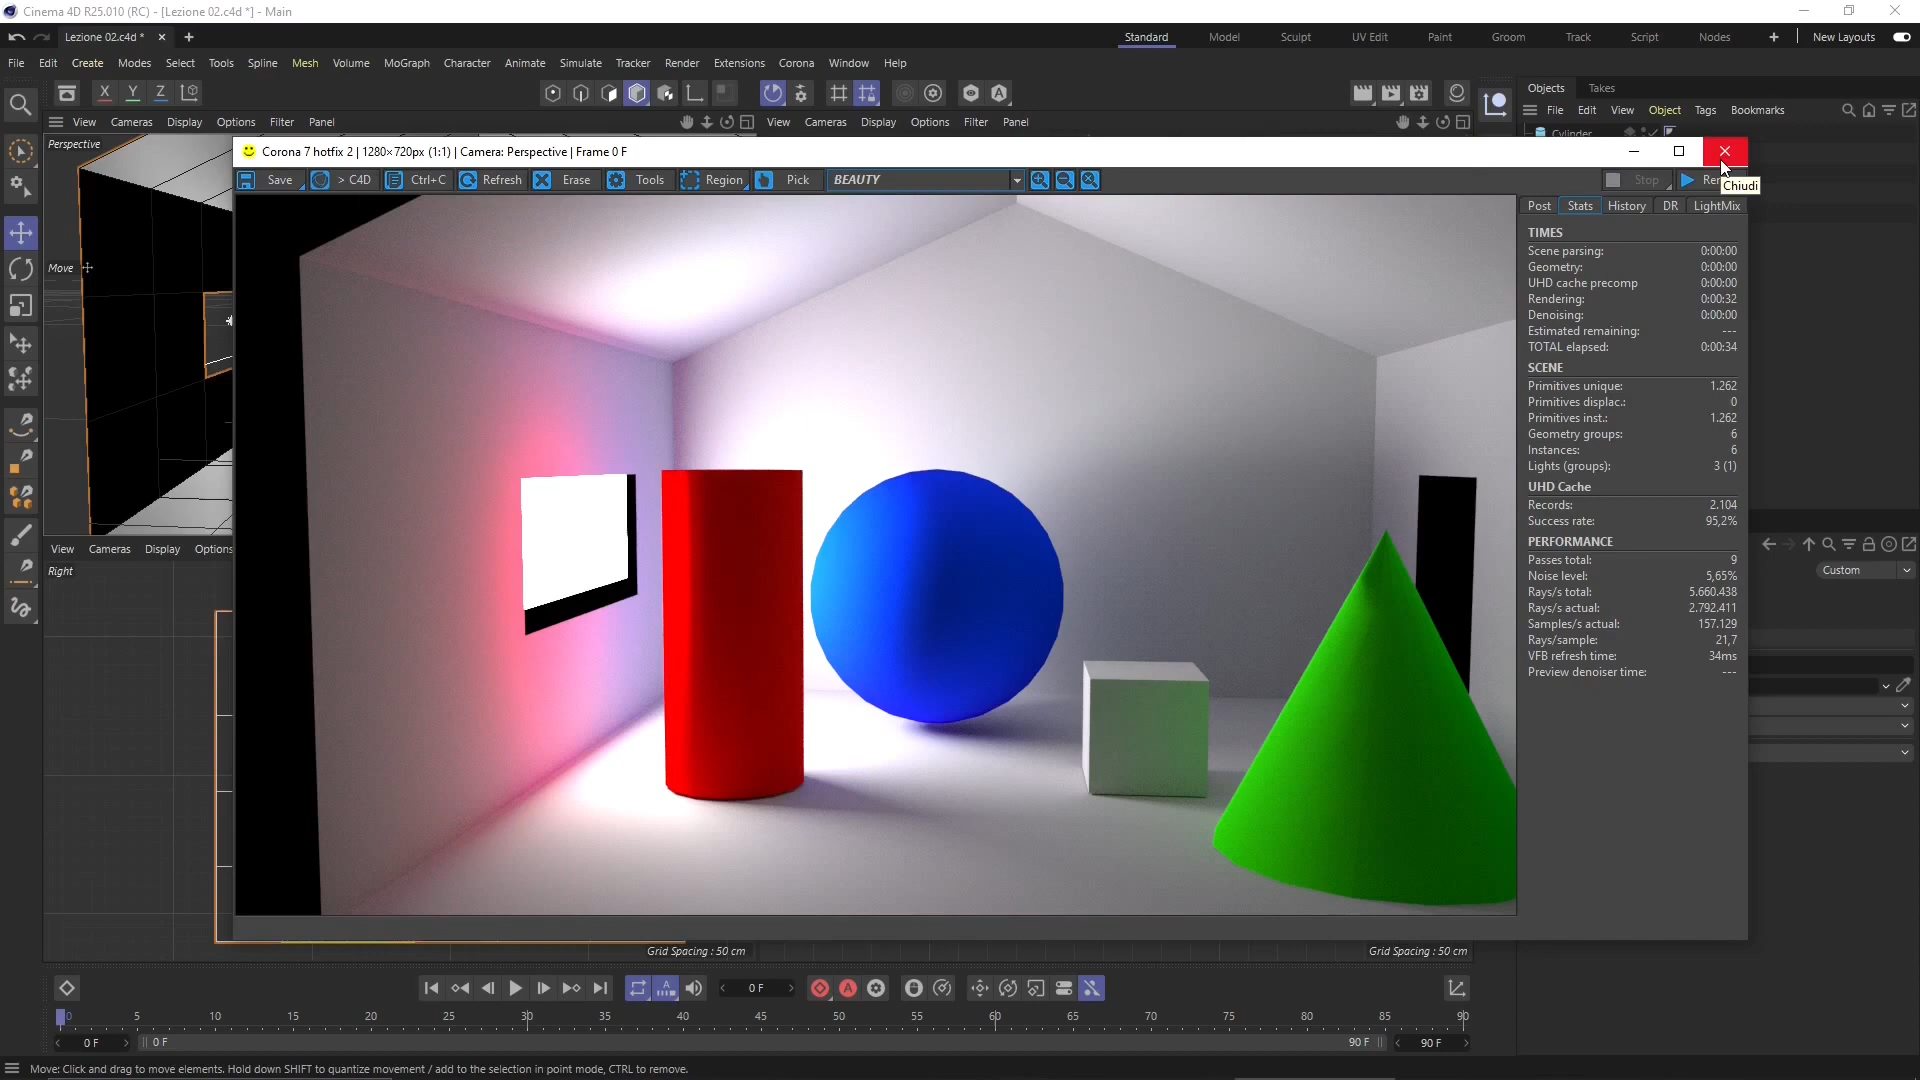 Cinema 4D R25.010 (RC) - [Lezione 02.c4d *] - Main
Lezione 02.c4d *
Standard Model Sculpt UV Edit Paint Groom Track Script Nodes New Layouts
File Edit Create Modes Select Tools Spline Mesh Volume MoGraph Character Animate Simulate Tracker Render Extensions Corona Window Help
X Y Z
Objects Takes
File Edit View Object Tags Bookmarks
View Cameras Display Options Filter Panel
View Cameras Display Options Filter Panel
Cylinder
Perspective
Move
Corona 7 hotfix 2 | 1280×720px (1:1) | Camera: Perspective | Frame 0 F
Save > C4D Ctrl+C Refresh Erase Tools Region Pick BEAUTY Stop
Chiudi
Post Stats History DR LightMix
TIMES
Scene parsing: 0:00:00
Geometry: 0:00:00
UHD cache precomp 0:00:00
Rendering: 0:00:32
Denoising: 0:00:00
Estimated remaining: ---
TOTAL elapsed: 0:00:34
SCENE
Primitives unique: 1.262
Primitives displac.: 0
Primitives inst.: 1.262
Geometry groups: 6
Instances: 6
Lights (groups): 3 (1)
UHD Cache
Records: 2.104
Success rate: 95,2%
PERFORMANCE
Passes total: 9
Noise level: 5,65%
Rays/s total: 5.660.438
Rays/s actual: 2.792.411
Samples/s actual: 157.129
Rays/sample: 21,7
VFB refresh time: 34ms
Preview denoiser time: ---
Custom
View Cameras Display Options
Right
Grid Spacing : 50 cm
Grid Spacing : 50 cm
0 F
0 5 10 15 20 25 30 35 40 45 50 55 60 65 70 75 80 85 90
0 F 0 F 90 F 90 F
Move: Click and drag to move elements. Hold down SHIFT to quantize movement / add to the selection in point mode, CTRL to remove.